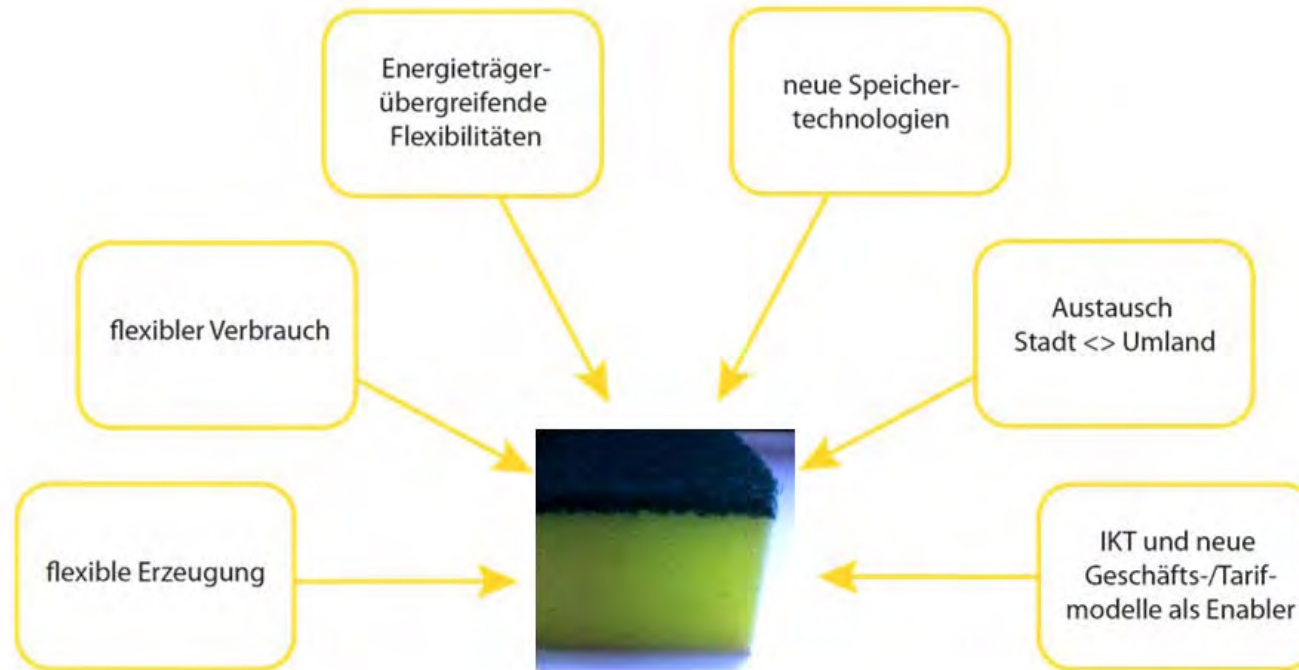 Energieträger-
übergreifende
Flexibilitäten
neue Speicher-
technologien
flexibler Verbrauch
Austausch
Stadt <> Umland
flexible Erzeugung
IKT und neue
Geschäfts-/Tarif-
modelle als Enabler